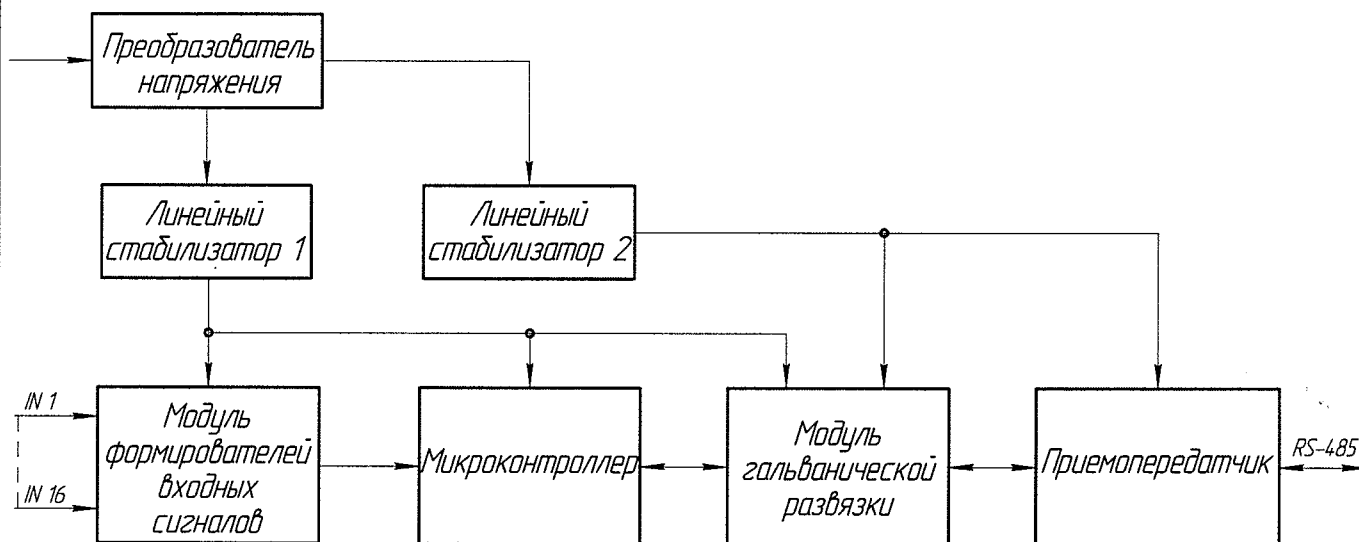 Преобразователь
напряжения
Линейный
стабилизатор 1
Линейный
стабилизатор 2
IN 1
IN 16
Модуль
формирователей
входных
сигналов
Микроконтроллер
Модуль
гальванической
развязки
Приемопередатчик
RS-485